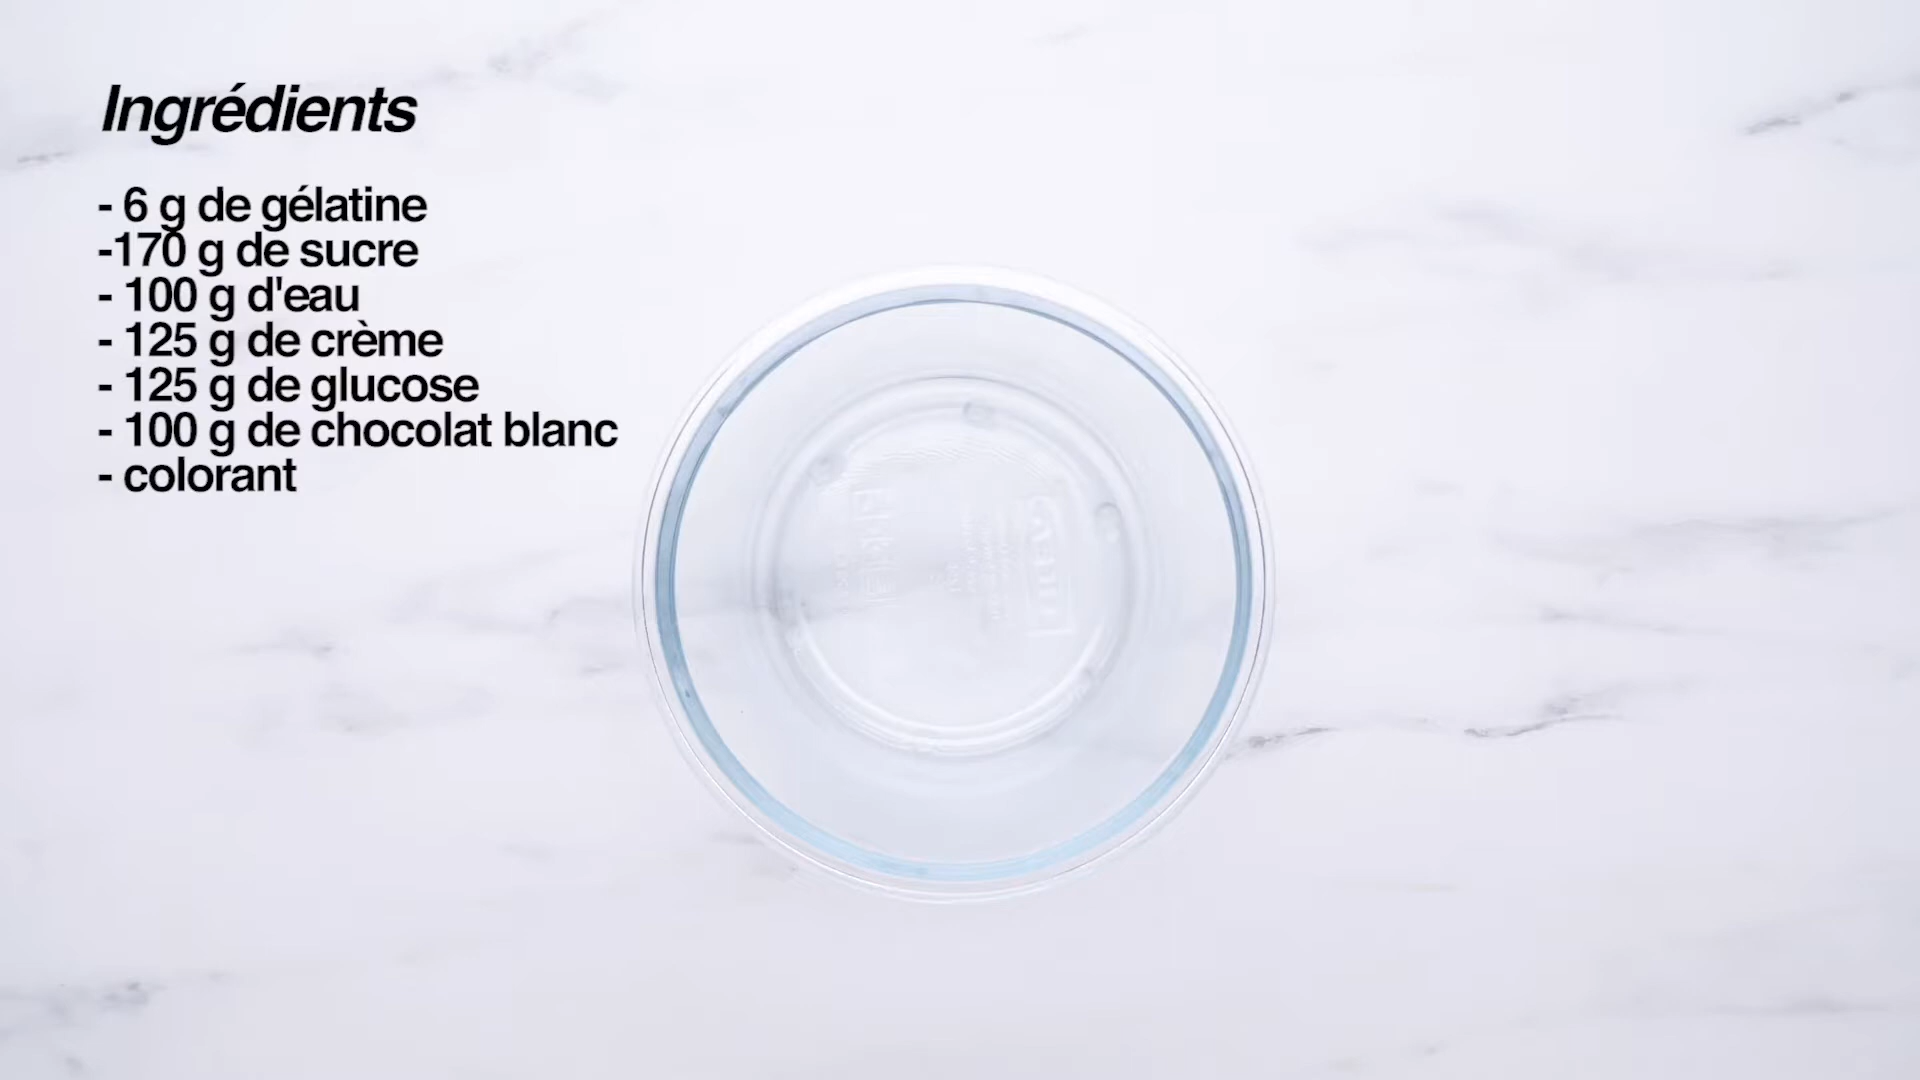 Ingrédients
- 6 g de gélatine
-170 g de sucre
- 100 g d'eau
- 125 g de crème
- 125 g de glucose
- 100 g de chocolat blanc
- colorant